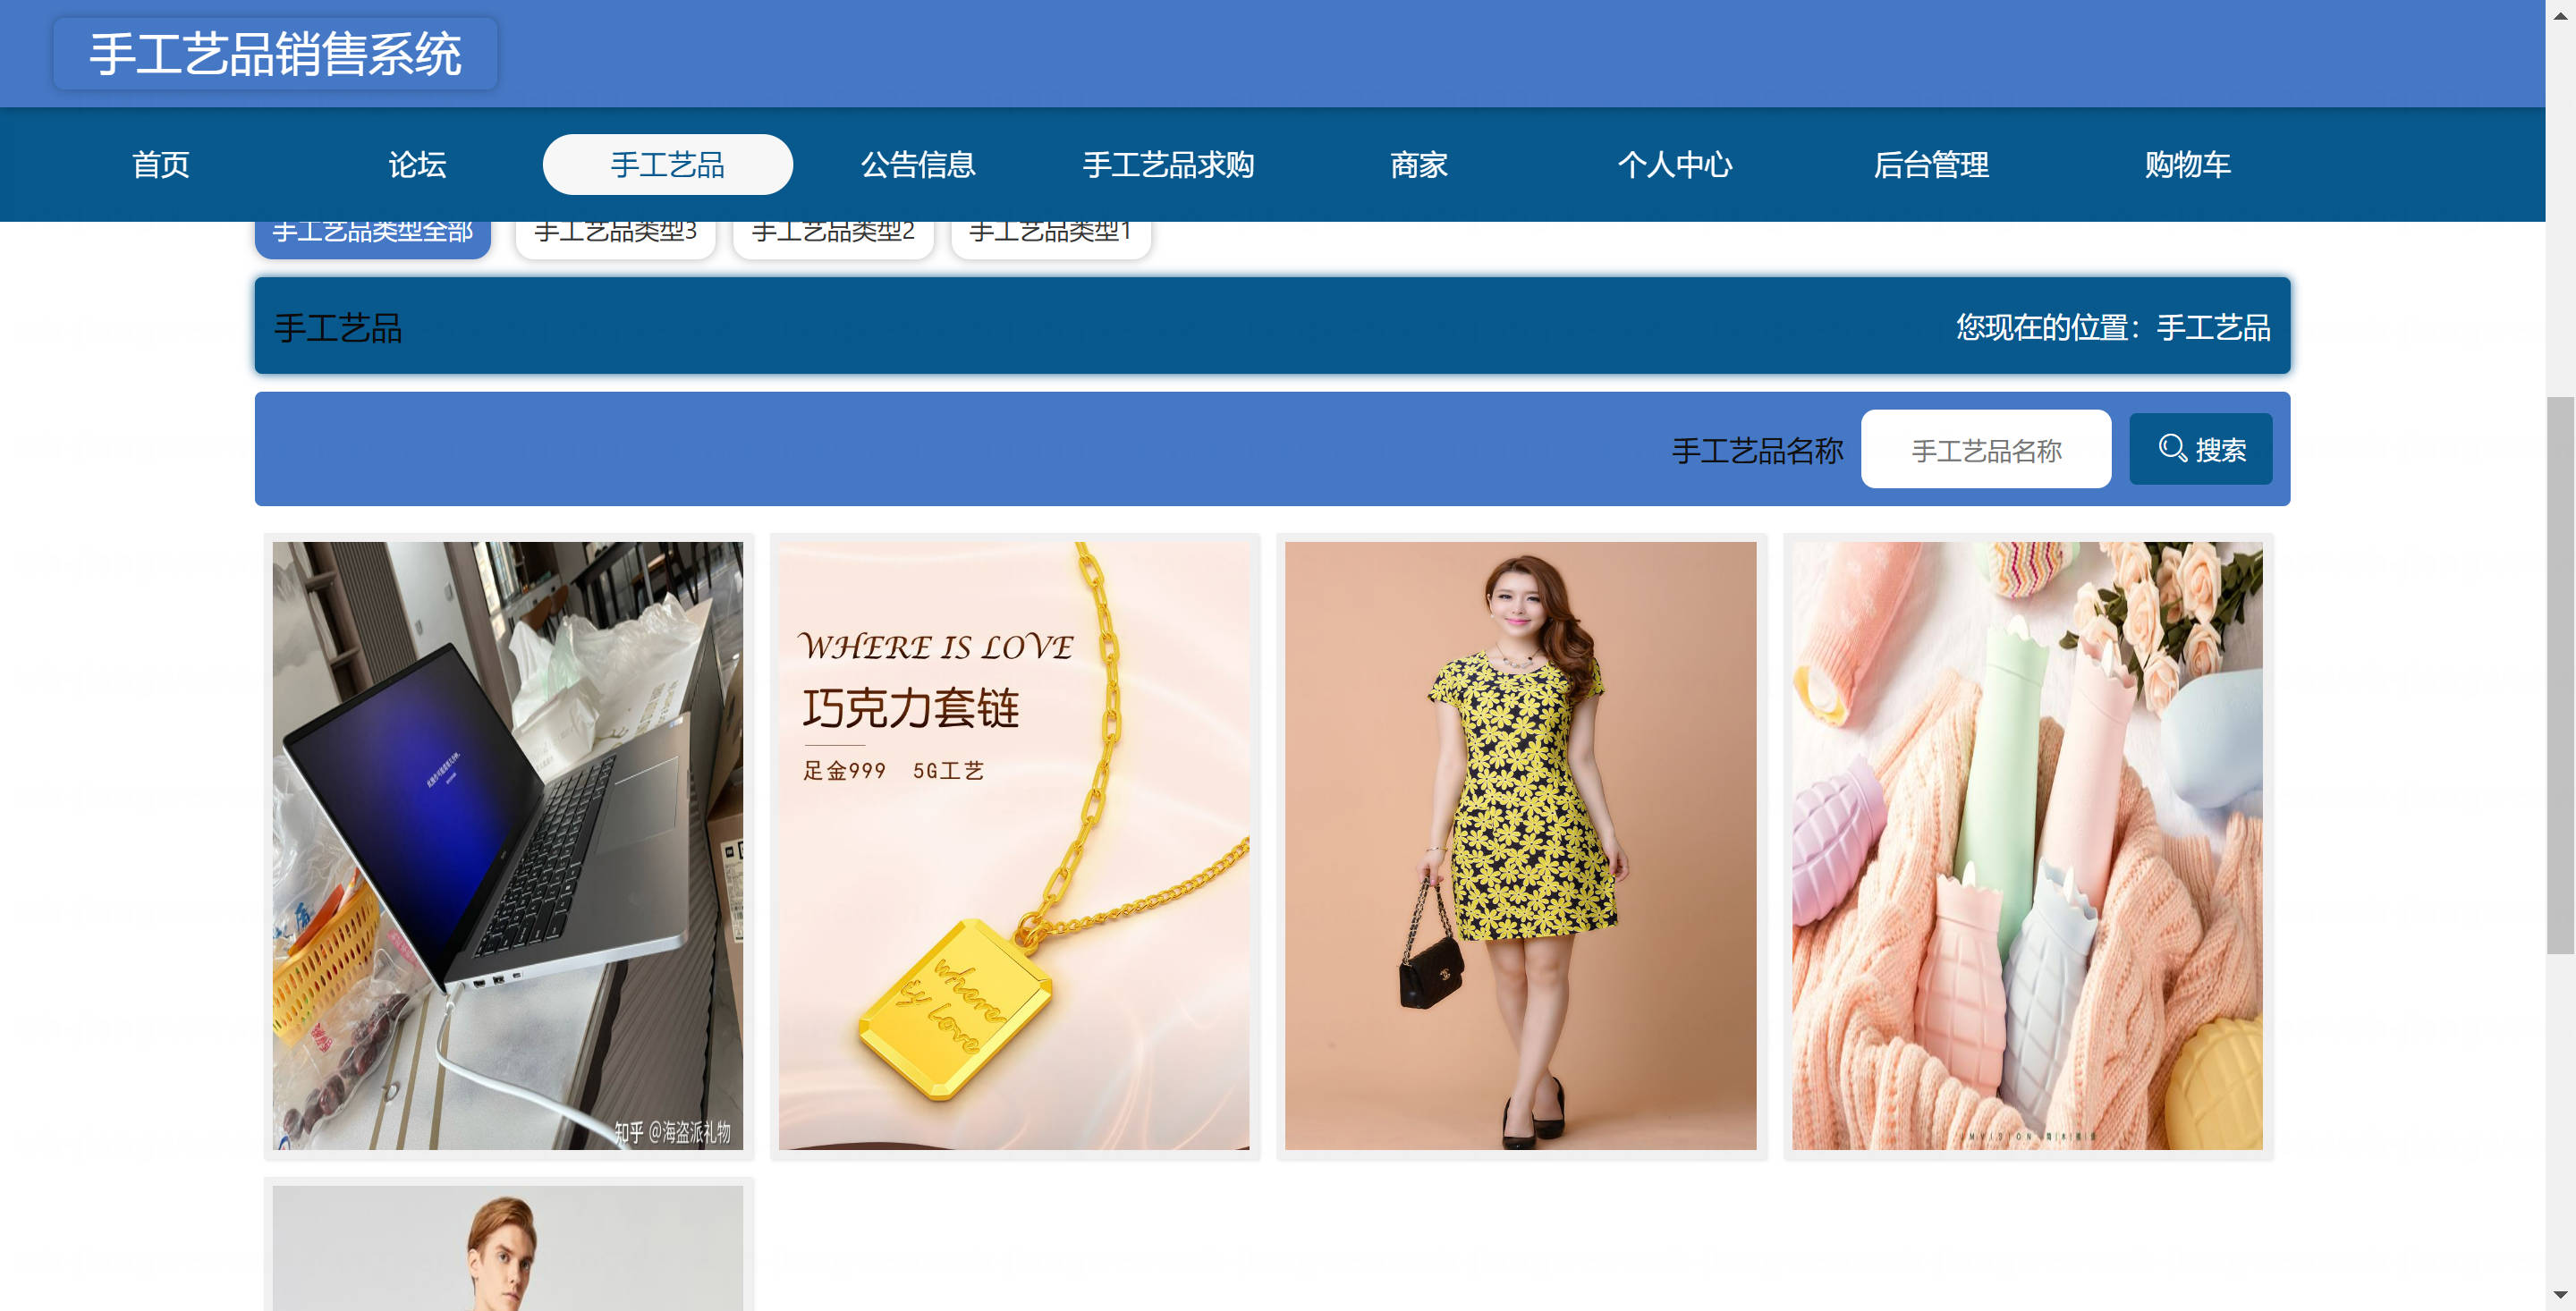 手工艺品销售系统
首页 论坛 手工艺品 公告信息 手工艺品求购 商家 个人中心 后台管理 购物车
手工艺品类型全部 手工艺品类型3 手工艺品类型2 手工艺品类型1
手工艺品 您现在的位置：手工艺品
手工艺品名称 手工艺品名称 搜索
WHERE IS LOVE
巧克力套链
足金999 5G工艺
where
is love
知乎 @海盗派礼物